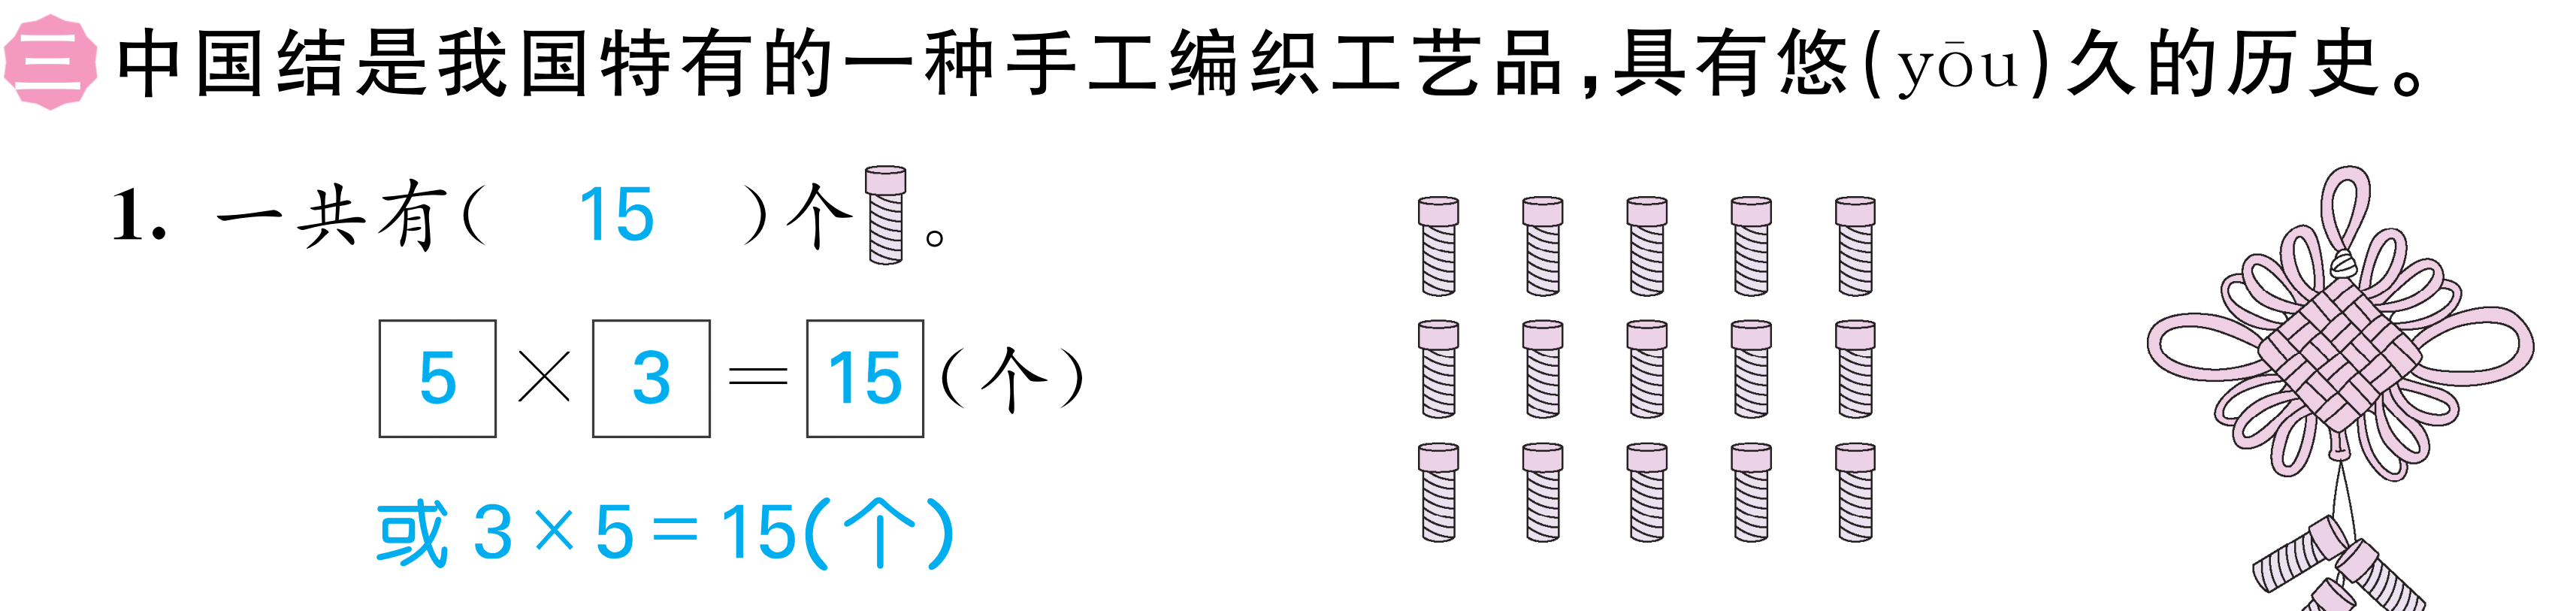 三 中国结是我国特有的一种手工编织工艺品,具有悠(yōu)久的历史。
1. 一共有( 15 )个。
5×3=15(个)
或 3×5=15(个)